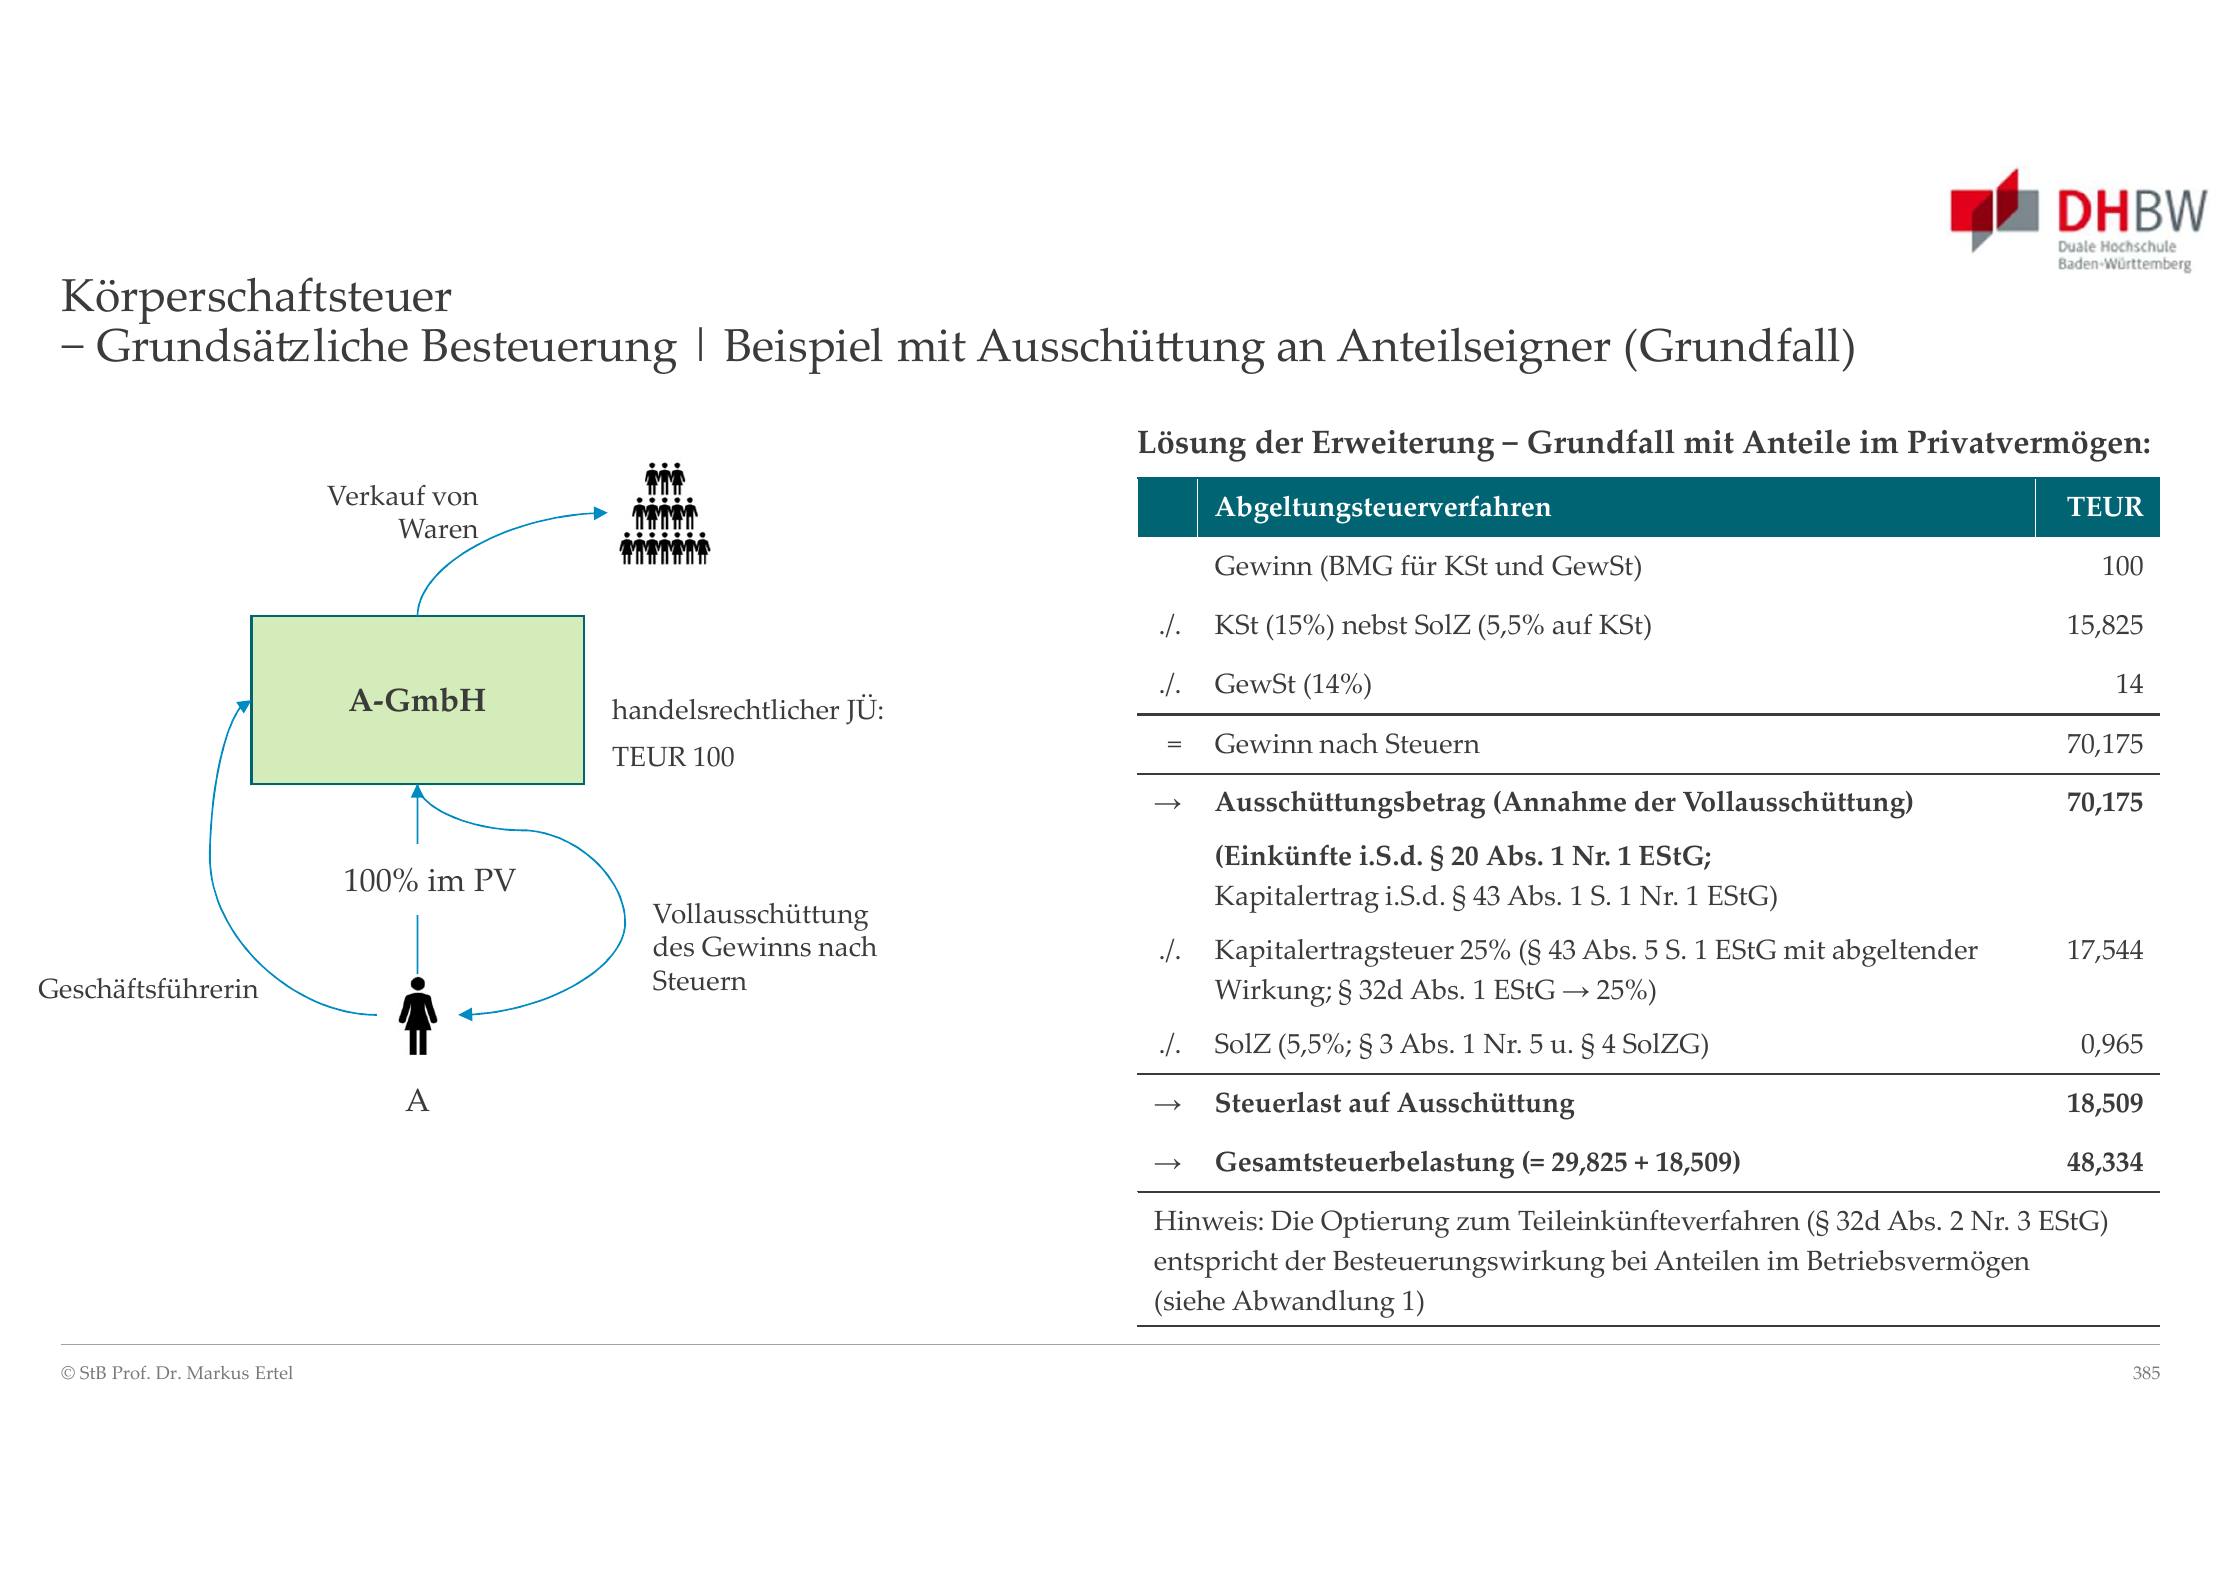 DHBW
Duale Hochschule
Baden-Württemberg
Körperschaftsteuer
– Grundsätzliche Besteuerung | Beispiel mit Ausschüttung an Anteilseigner (Grundfall)
Verkauf von
Waren
A-GmbH
handelsrechtlicher JÜ:
TEUR 100
100% im PV
Vollausschüttung
des Gewinns nach
Steuern
Geschäftsführerin
A
Lösung der Erweiterung – Grundfall mit Anteile im Privatvermögen:
Abgeltungsteuerverfahren TEUR
Gewinn (BMG für KSt und GewSt) 100
./. KSt (15%) nebst SolZ (5,5% auf KSt) 15,825
./. GewSt (14%) 14
= Gewinn nach Steuern 70,175
→ Ausschüttungsbetrag (Annahme der Vollausschüttung) 70,175
(Einkünfte i.S.d. § 20 Abs. 1 Nr. 1 EStG;
Kapitalertrag i.S.d. § 43 Abs. 1 S. 1 Nr. 1 EStG)
./. Kapitalertragsteuer 25% (§ 43 Abs. 5 S. 1 EStG mit abgeltender 17,544
Wirkung; § 32d Abs. 1 EStG → 25%)
./. SolZ (5,5%; § 3 Abs. 1 Nr. 5 u. § 4 SolZG) 0,965
→ Steuerlast auf Ausschüttung 18,509
→ Gesamtsteuerbelastung (= 29,825 + 18,509) 48,334
Hinweis: Die Optierung zum Teileinkünfteverfahren (§ 32d Abs. 2 Nr. 3 EStG)
entspricht der Besteuerungswirkung bei Anteilen im Betriebsvermögen
(siehe Abwandlung 1)
© StB Prof. Dr. Markus Ertel 385